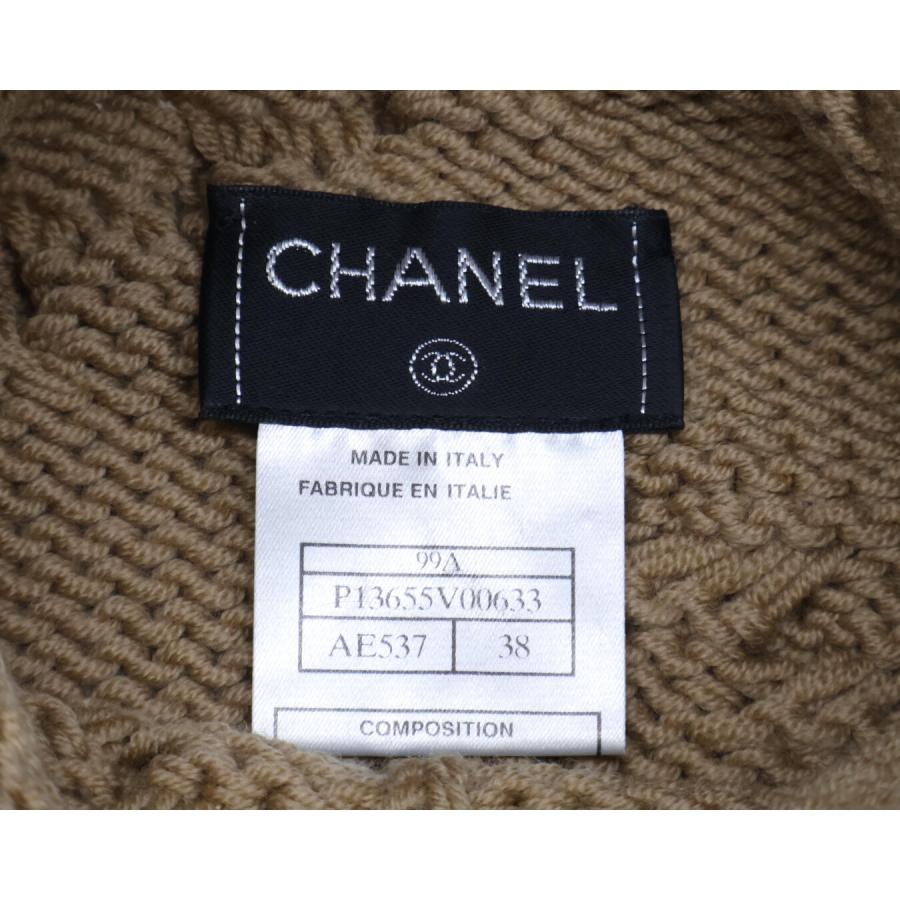 CHANEL
MADE IN ITALY
FABRIQUE EN ITALIE
99A
P13655V00633
AE537 38
COMPOSITION